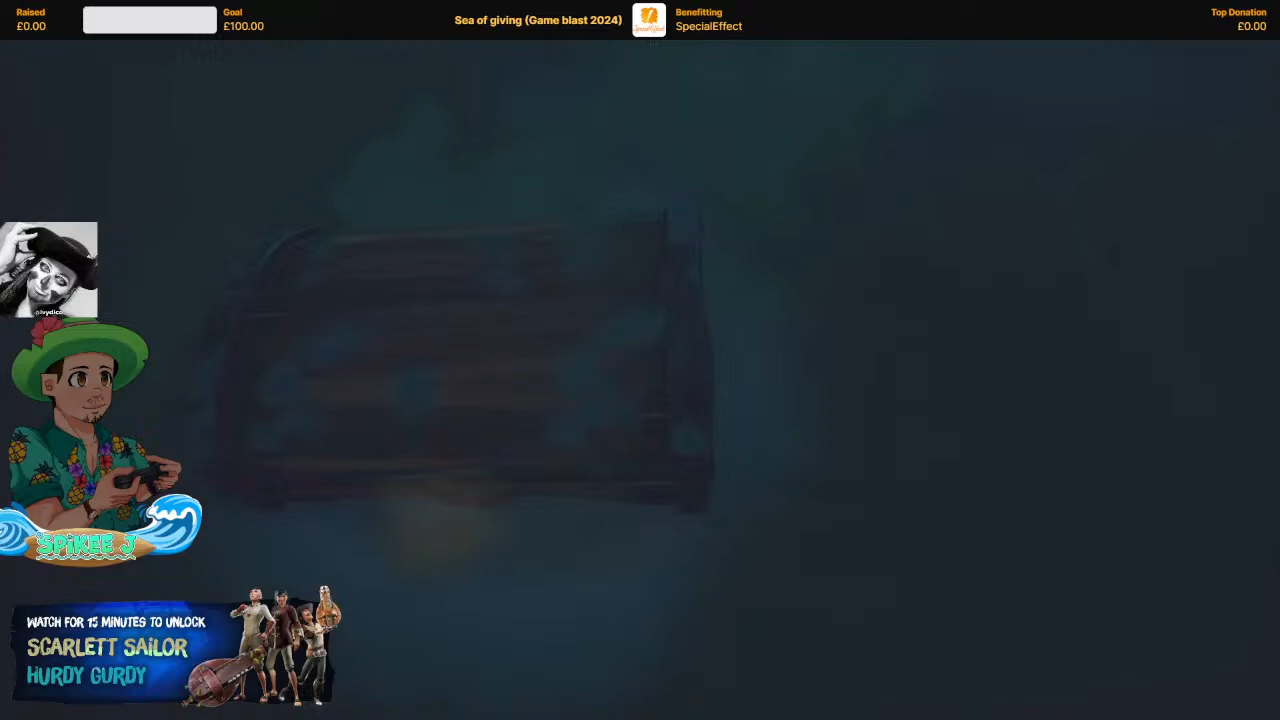 Raised
£0.00
Goal
£100.00
Sea of giving (Game blast 2024)
SpecialEffect
Benefitting
SpecialEffect
Top Donation
£0.00
SPIKEE J
WATCH FOR 15 MINUTES TO UNLOCK
SCARLETT SAILOR
HURDY GURDY